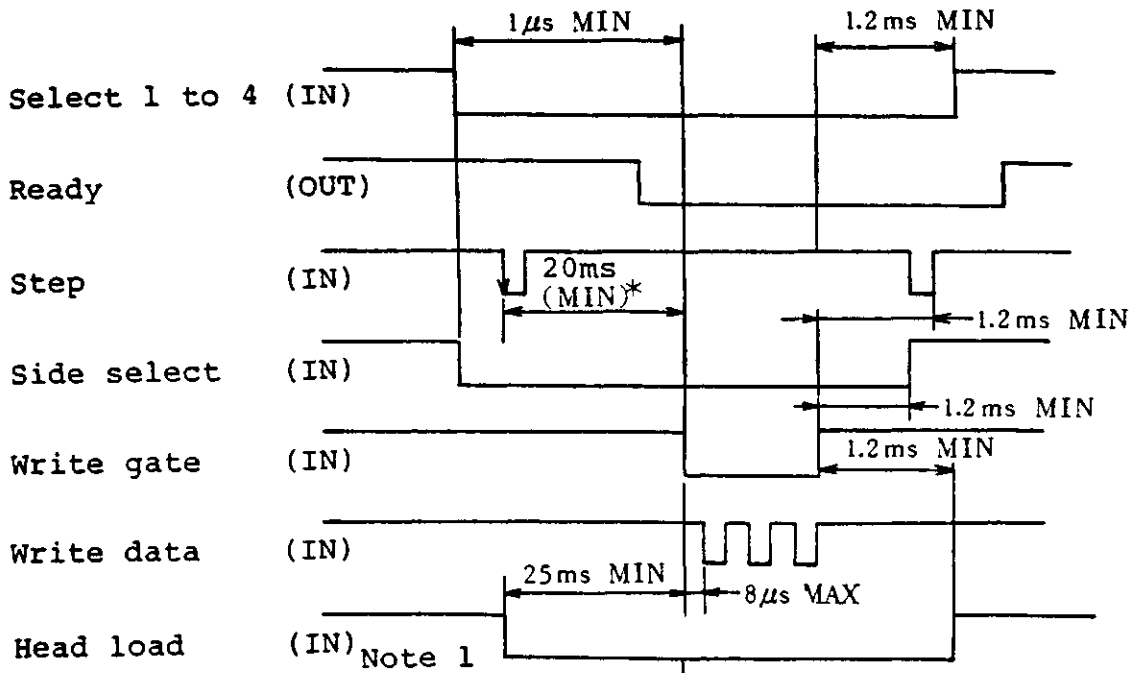 1μs MIN 1.2ms MIN
Select 1 to 4 (IN)
Ready (OUT)
Step (IN) 20ms
(MIN)*
1.2ms MIN
Side select (IN)
1.2ms MIN
Write gate (IN) 1.2ms MIN
Write data (IN)
25ms MIN 8μs MAX
Head load (IN) Note 1